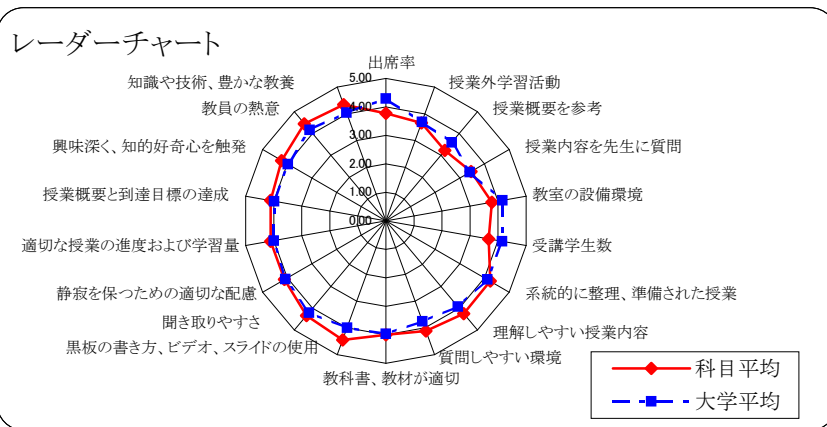 レーダーチャート
出席率
授業外学習活動
授業概要を参考
授業内容を先生に質問
教室の設備環境
受講学生数
系統的に整理、準備された授業
理解しやすい授業内容
質問しやすい環境
教科書、教材が適切
黒板の書き方、ビデオ、スライドの使用
聞き取りやすさ
静寂を保つための適切な配慮
適切な授業の進度および学習量
授業概要と到達目標の達成
興味深く、知的好奇心を触発
教員の熱意
知識や技術、豊かな教養
5.00
4.00
3.00
2.00
1.00
0.00
科目平均
大学平均